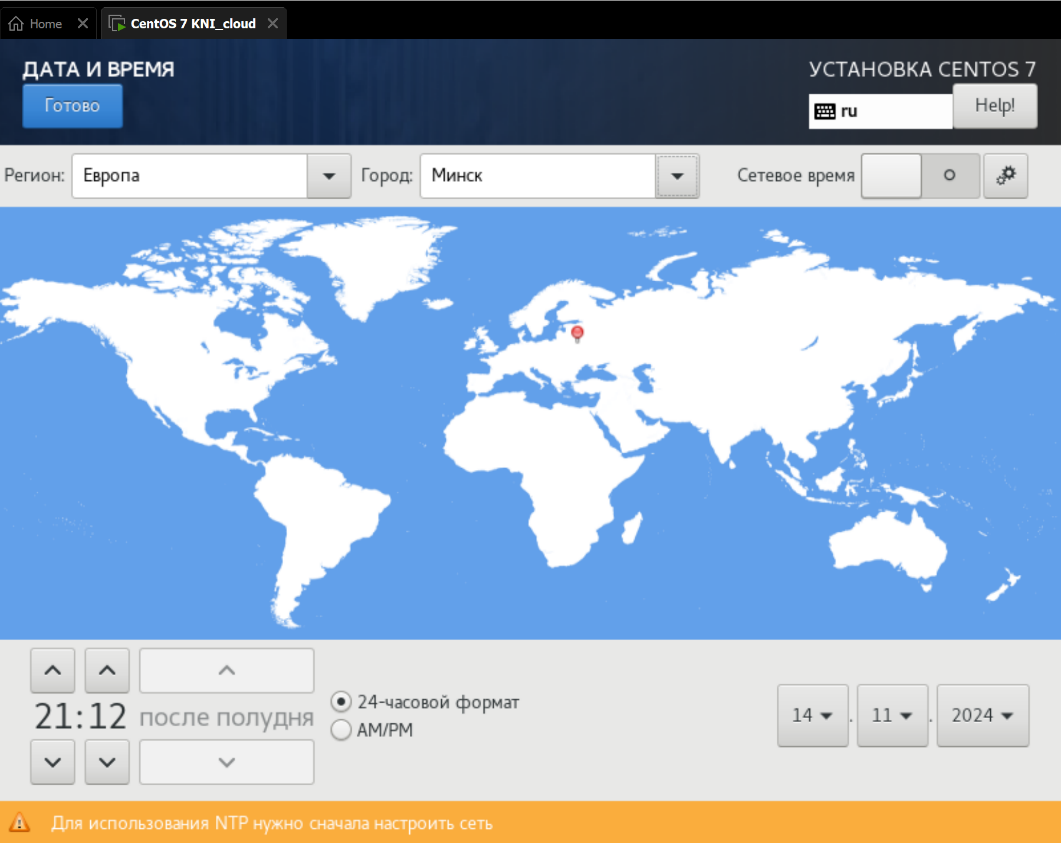 Home
CentOS 7 KNI_cloud
ДАТА И ВРЕМЯ
УСТАНОВКА CENTOS 7
Готово
ru
Help!
Регион: Европа Город: Минск Сетевое время
21:12 после полудня
24-часовой формат
AM/PM
14 . 11 . 2024
Для использования NTP нужно сначала настроить сеть